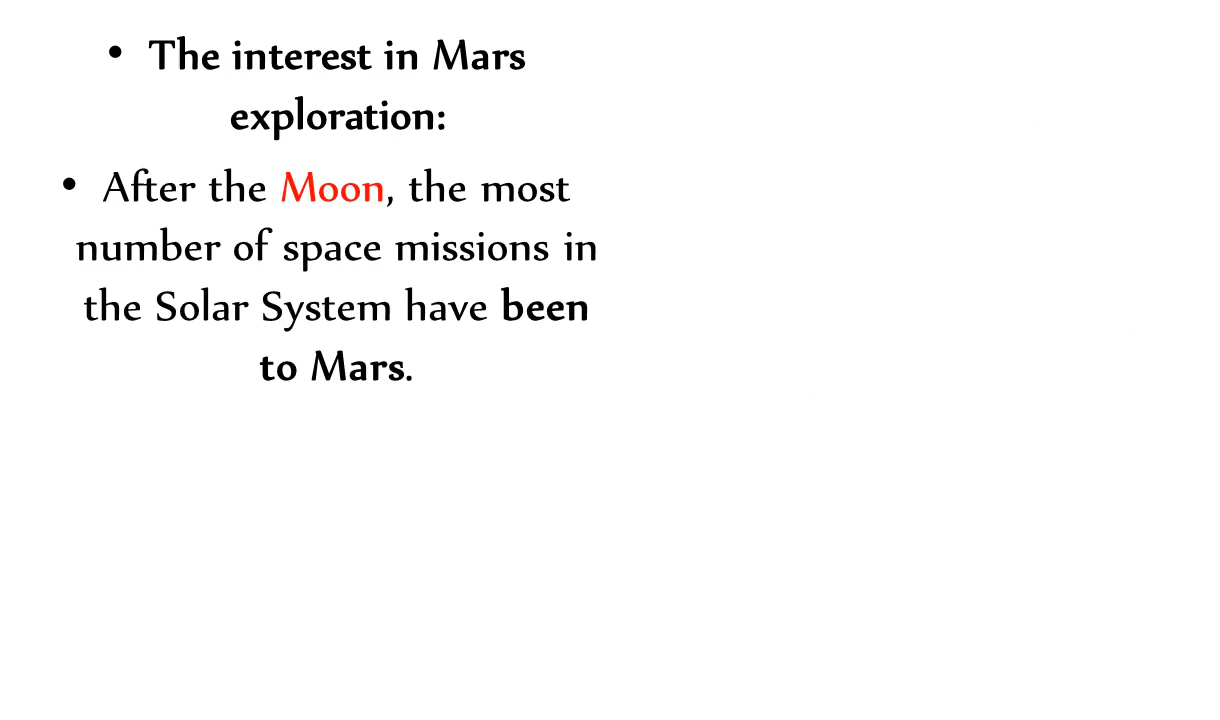 • The interest in Mars
exploration:
• After the Moon, the most
number of space missions in
the Solar System have been
to Mars.